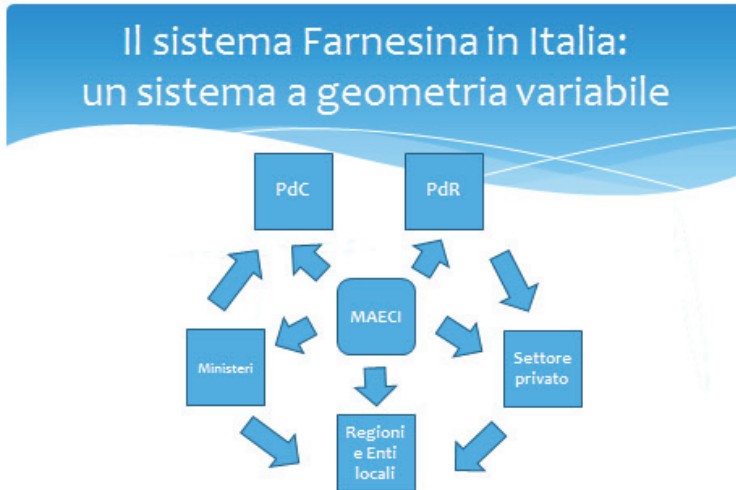 Il sistema Farnesina in Italia:
un sistema a geometria variabile
PdC
PdR
MAECI
Ministeri
Settore
privato
Regioni
e Enti
locali